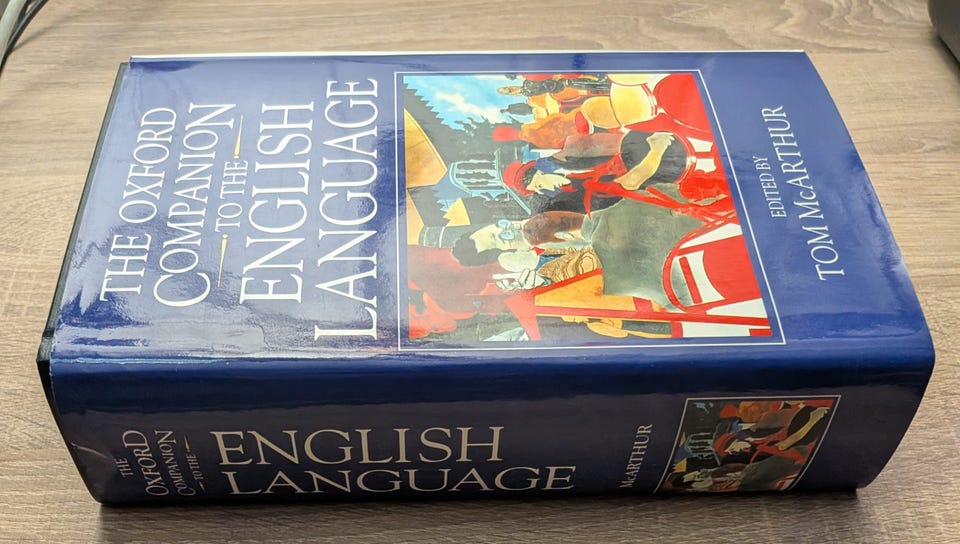 THE OXFORD
COMPANION
TO THE
ENGLISH
LANGUAGE
EDITED BY
TOM McARTHUR
THE
OXFORD
COMPANION
TO THE
ENGLISH
LANGUAGE
McARTHUR